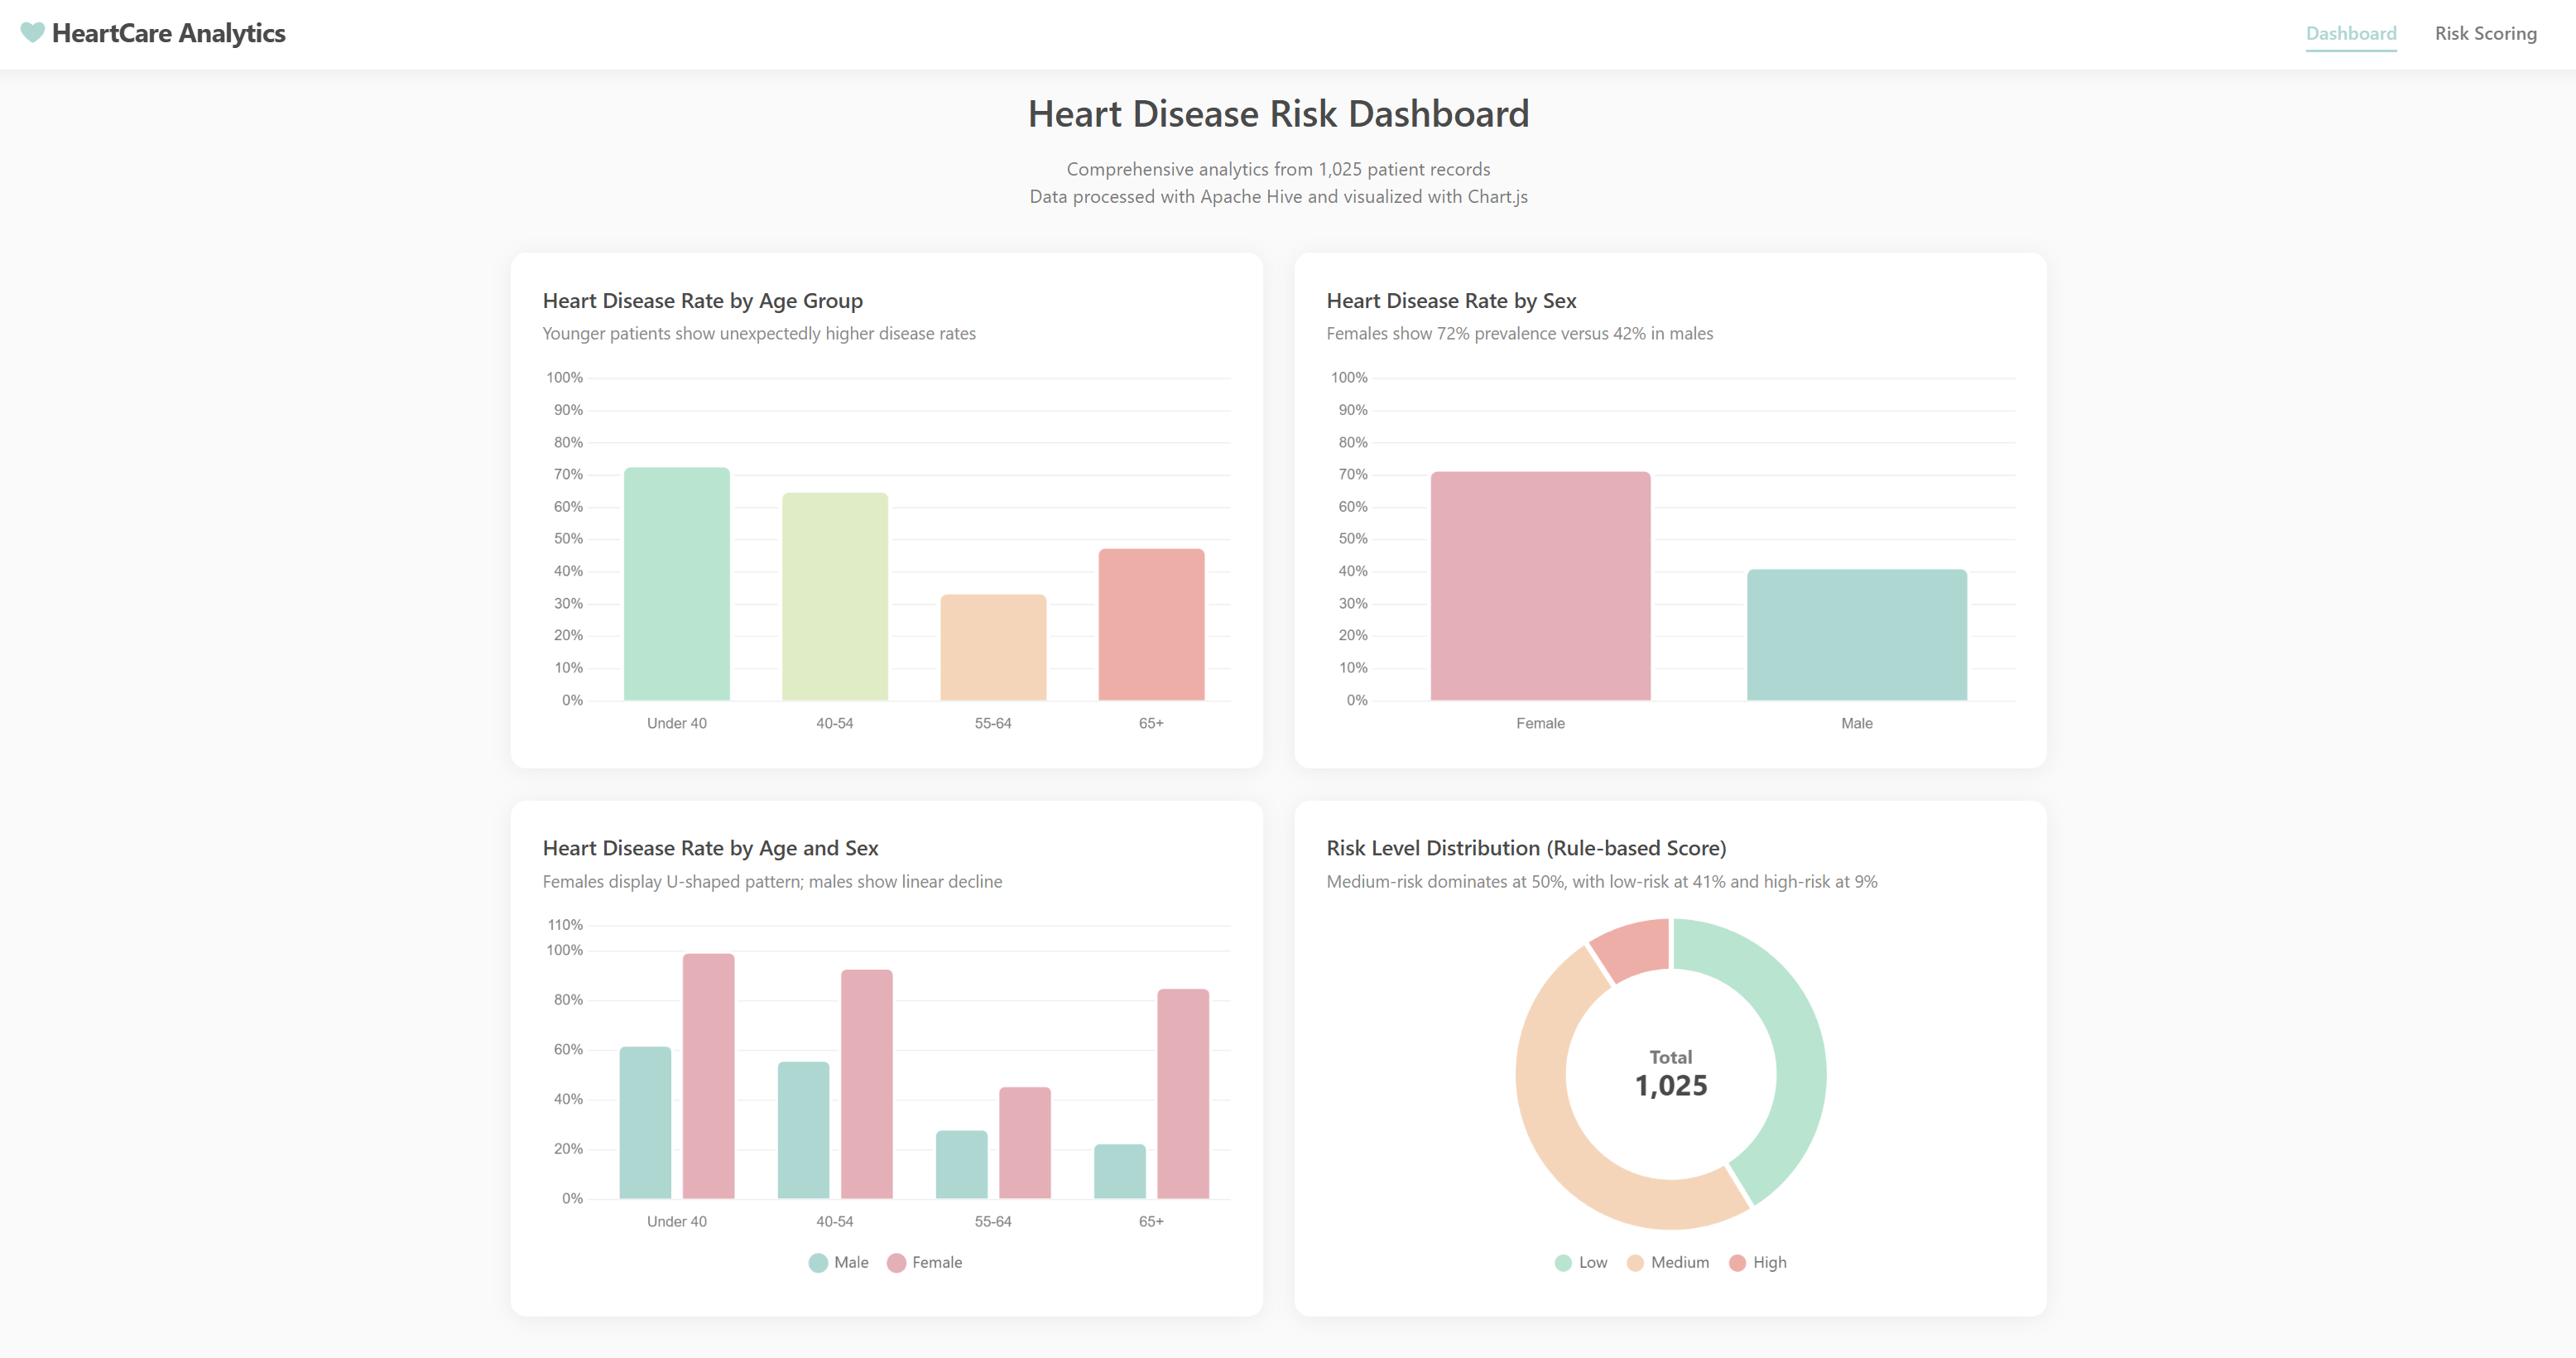 HeartCare Analytics
Dashboard
Risk Scoring
Heart Disease Risk Dashboard
Comprehensive analytics from 1,025 patient records
Data processed with Apache Hive and visualized with Chart.js
Heart Disease Rate by Age Group
Younger patients show unexpectedly higher disease rates
100%
90%
80%
70%
60%
50%
40%
30%
20%
10%
0%
Under 40
40-54
55-64
65+
Heart Disease Rate by Sex
Females show 72% prevalence versus 42% in males
100%
90%
80%
70%
60%
50%
40%
30%
20%
10%
0%
Female
Male
Heart Disease Rate by Age and Sex
Females display U-shaped pattern; males show linear decline
110%
100%
80%
60%
40%
20%
0%
Under 40
40-54
55-64
65+
Male
Female
Risk Level Distribution (Rule-based Score)
Medium-risk dominates at 50%, with low-risk at 41% and high-risk at 9%
Total
1,025
Low
Medium
High